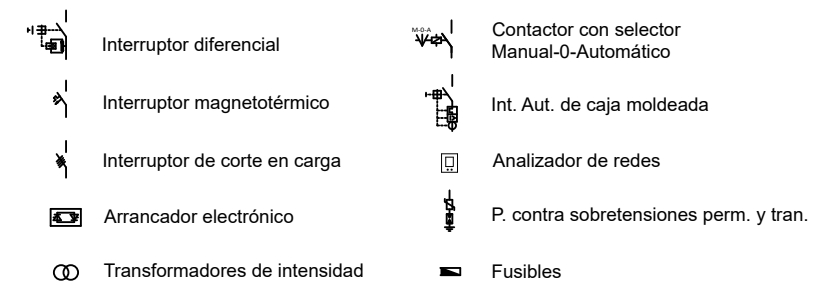 Interruptor diferencial
Interruptor magnetotérmico
Interruptor de corte en carga
Arrancador electrónico
Transformadores de intensidad
M-0-A
Contactor con selector
Manual-0-Automático
Int. Aut. de caja moldeada
Analizador de redes
P. contra sobretensiones perm. y tran.
Fusibles